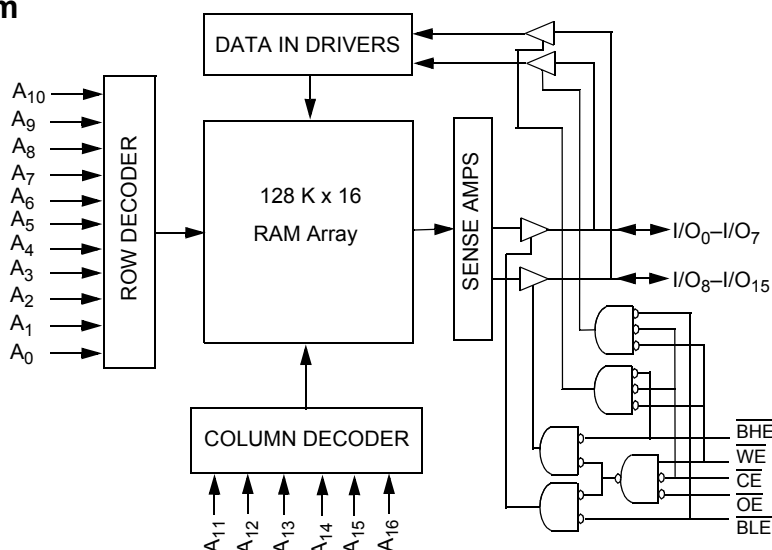 m
DATA IN DRIVERS
A10
A9
A8
A7
A6
A5
A4
A3
A2
A1
A0
ROW DECODER
128 K x 16
RAM Array
SENSE AMPS
I/O0–I/O7
I/O8–I/O15
COLUMN DECODER
A11
A12
A13
A14
A15
A16
BHE
WE
CE
OE
BLE